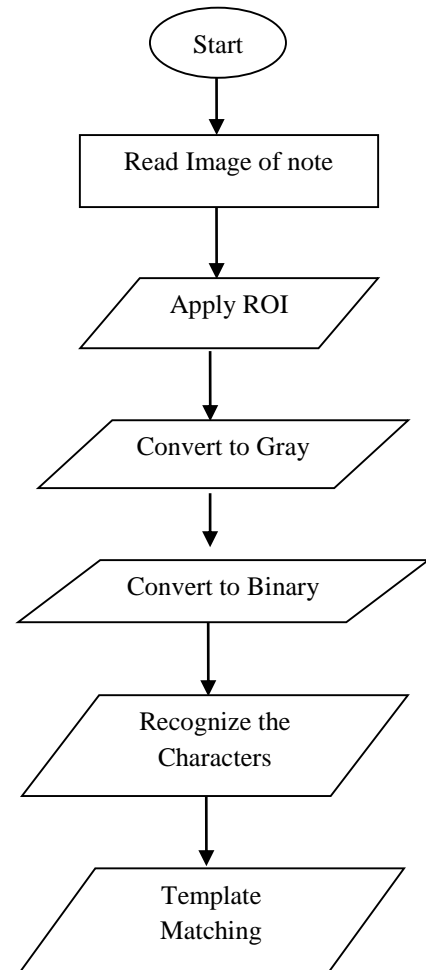 Start
Read Image of note
Apply ROI
Convert to Gray
Convert to Binary
Recognize the
Characters
Template
Matching